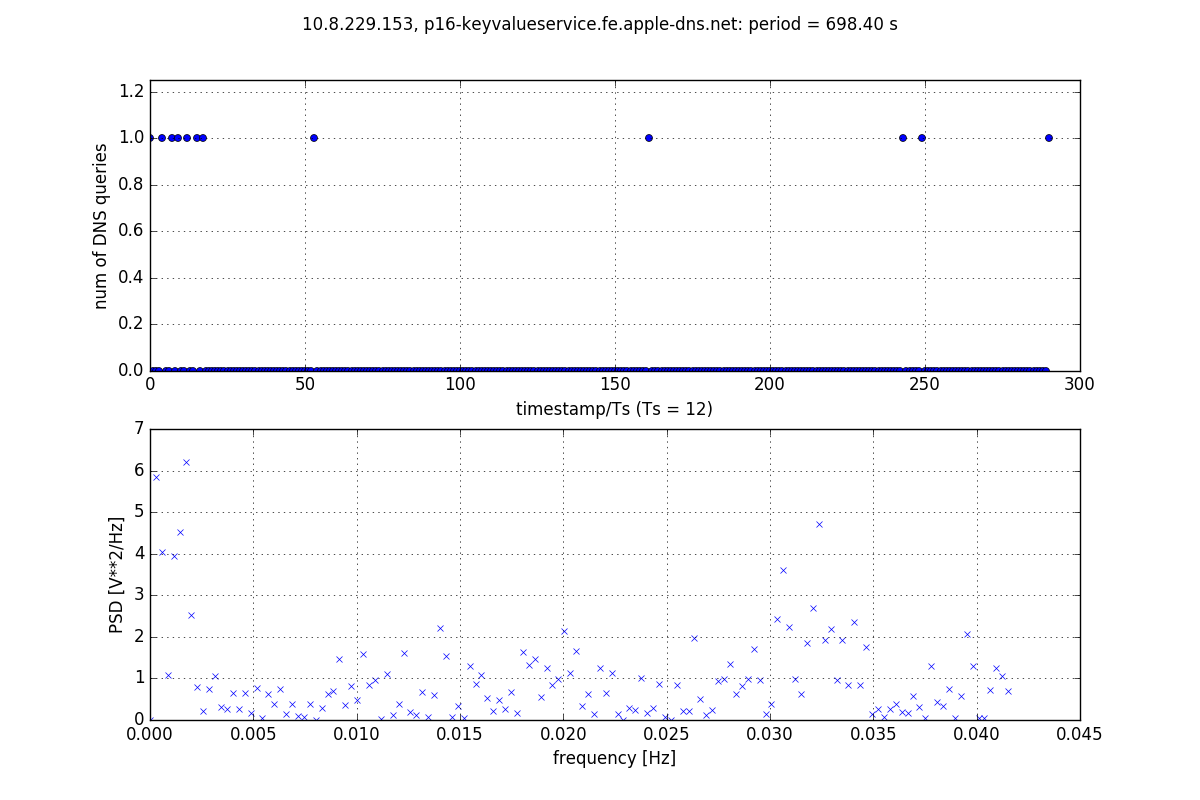 10.8.229.153, p16-keyvalueservice.fe.apple-dns.net: period = 698.40 s
num of DNS queries
1.2
1.0
0.8
0.6
0.4
0.2
0.0
0 50 100 150 200 250 300
timestamp/Ts (Ts = 12)
PSD [V**2/Hz]
7
6
5
4
3
2
1
0
0.000 0.005 0.010 0.015 0.020 0.025 0.030 0.035 0.040 0.045
frequency [Hz]